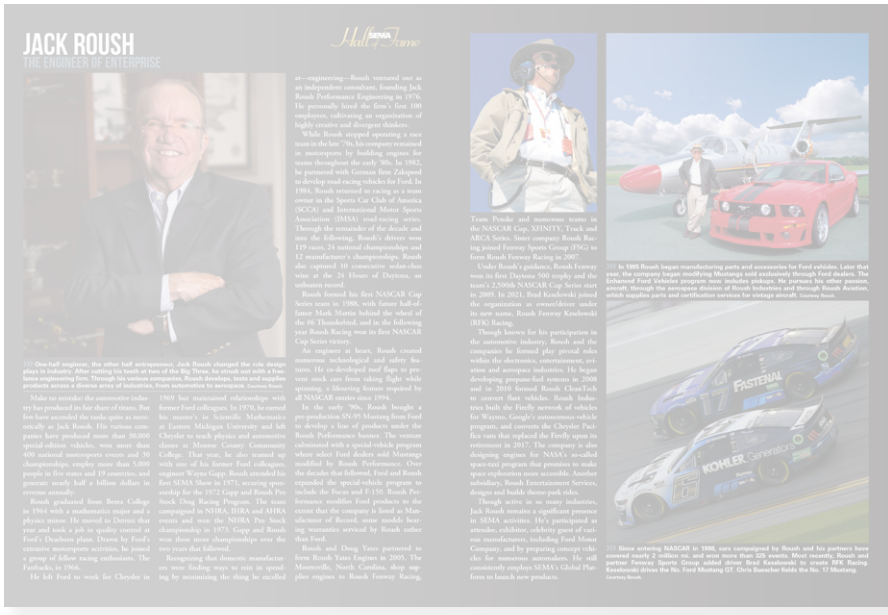 JACK ROUSH
THE ENGINEER OF ENTERPRISE
Hall of Fame
SEMA
>>> One-half engineer, the other half entrepreneur, Jack Roush changed the role design
plays in industry. After cutting his teeth at two of the Big Three, he struck out with a free-
lance engineering firm. Through his various companies, Roush develops, tests and supplies
products across a diverse array of industries, from automotive to aerospace. Courtesy Roush
Make no mistake: the automotive indus-
try has produced its fair share of titans. But
few have ascended the ranks quite as mete-
orically as Jack Roush. His various com-
panies have produced more than 30,000
special-edition vehicles, won more than
400 national motorsports events and 50
championships, employ more than 5,000
people in five states and 19 countries, and
generate nearly half a billion dollars in
revenue annually.
Roush graduated from Berea College
in 1964 with a mathematics major and a
physics minor. He moved to Detroit that
year and took a job in quality control at
Ford's Dearborn plant. Drawn by Ford's
extensive motorsports activities, he joined
a group of fellow racing enthusiasts, The
Fastbacks, in 1966.
He left Ford to work for Chrysler in
1969 but maintained relationships with
former Ford colleagues. In 1970, he earned
his master's in Scientific Mathematics
at Eastern Michigan University and left
Chrysler to teach physics and automotive
classes at Monroe County Community
College. That year, he also teamed up
with one of his former Ford colleagues,
engineer Wayne Gapp. Roush attended his
first SEMA Show in 1971, securing spon-
sorship for the 1972 Gapp and Roush Pro
Stock Drag Racing Program. The team
campaigned in NHRA, IHRA and AHRA
events and won the NHRA Pro Stock
championship in 1973. Gapp and Roush
won three more championships over the
two years that followed.
Recognizing that domestic manufactur-
ers were finding ways to rein in spend-
ing by minimizing the thing he excelled
at—engineering—Roush ventured out as
an independent consultant, founding Jack
Roush Performance Engineering in 1976.
He personally hired the firm's first 100
employees, cultivating an organization of
highly creative and divergent thinkers.
While Roush stopped operating a race
team in the late '70s, his company remained
in motorsports by building engines for
teams throughout the early '80s. In 1982,
he partnered with German firm Zakspeed
to develop road-racing vehicles for Ford. In
1984, Roush returned to racing as a team
owner in the Sports Car Club of America
(SCCA) and International Motor Sports
Association (IMSA) road-racing series.
Through the remainder of the decade and
into the following, Roush's drivers won
119 races, 24 national championships and
12 manufacturer's championships. Roush
also captured 10 consecutive sedan-class
wins at the 24 Hours of Daytona, an
unbeaten record.
Roush formed his first NASCAR Cup
Series team in 1988, with future hall-of-
famer Mark Martin behind the wheel of
the #6 Thunderbird, and in the following
year Roush Racing won its first NASCAR
Cup Series victory.
An engineer at heart, Roush created
numerous technological and safety fea-
tures. He co-developed roof flaps to pre-
vent stock cars from taking flight while
spinning, a lifesaving feature required by
all NASCAR entries since 1994.
In the early '90s, Roush bought a
pre-production SN-95 Mustang from Ford
to develop a line of products under the
Roush Performance banner. The venture
culminated with a special-vehicle program
where select Ford dealers sold Mustangs
modified by Roush Performance. Over
the decades that followed, Ford and Roush
expanded the special-vehicle program to
include the Focus and F-150. Roush Per-
formance modifies Ford products to the
extent that the company is listed as Man-
ufacturer of Record, some models bear-
ing warranties serviced by Roush rather
than Ford.
Roush and Doug Yates partnered to
form Roush Yates Engines in 2003. The
Mooresville, North Carolina, shop sup-
plies engines to Roush Fenway Racing,
Team Penske and numerous teams in
the NASCAR Cup, XFINITY, Truck and
ARCA Series. Sister company Roush Rac-
ing joined Fenway Sports Group (FSG) to
form Roush Fenway Racing in 2007.
Under Roush's guidance, Roush Fenway
won its first Daytona 500 trophy and the
team's 2,500th NASCAR Cup Series start
in 2009. In 2021, Brad Keselowski joined
the organization as owner/driver under
its new name, Roush Fenway Keselowski
(RFK) Racing.
Though known for his participation in
the automotive industry, Roush and the
companies he formed play pivotal roles
within the electronics, entertainment, avi-
ation and aerospace industries. He began
developing propane-fuel systems in 2008
and in 2010 formed Roush CleanTech
to convert fleet vehicles. Roush Indus-
tries built the Firefly network of vehicles
for Waymo, Google's autonomous-vehicle
program, and converts the Chrysler Paci-
fica vans that replaced the Firefly upon its
retirement in 2017. The company is also
designing engines for NASA's so-called
space-taxi program that promises to make
space exploration more accessible. Another
subsidiary, Roush Entertainment Services,
designs and builds theme-park rides.
Though active in so many industries,
Jack Roush remains a significant presence
in SEMA activities. He's participated as
attendee, exhibitor, celebrity guest of vari-
ous manufacturers, including Ford Motor
Company, and by preparing concept vehi-
cles for numerous automakers. He still
consistently employs SEMA's Global Plat-
form to launch new products.
>>> In 1995 Roush began manufacturing parts and accessories for Ford vehicles. Later that
year, the company began modifying Mustangs sold exclusively through Ford dealers. The
Enhanced Ford Vehicles program now includes pickups. He pursues his other passion,
aircraft, through the aerospace division of Roush Industries and through Roush Aviation,
which supplies parts and certification services for vintage aircraft. Courtesy Roush
FASTENAL
17
KOHLER Generators
6
>>> Since entering NASCAR in 1988, cars campaigned by Roush and his partners have
covered nearly 2 million mi. and once more than 325 events. Most recently, Roush and
partner Fenway Sports Group added driver Brad Keselowski to create RFK Racing.
Keselowski drives the No. Ford Mustang GT. Chris Buescher fields the No. 17 Mustang.
Courtesy Roush